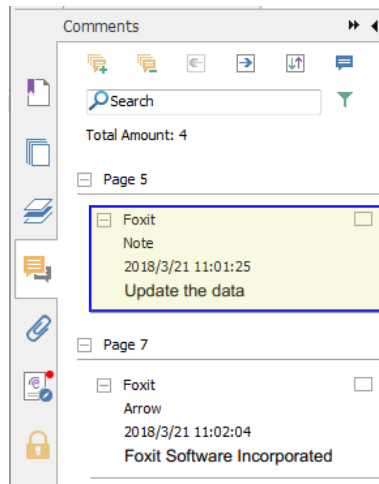 Comments
Search
Total Amount: 4
Page 5
Foxit
Note
2018/3/21 11:01:25
Update the data
Page 7
Foxit
Arrow
2018/3/21 11:02:04
Foxit Software Incorporated